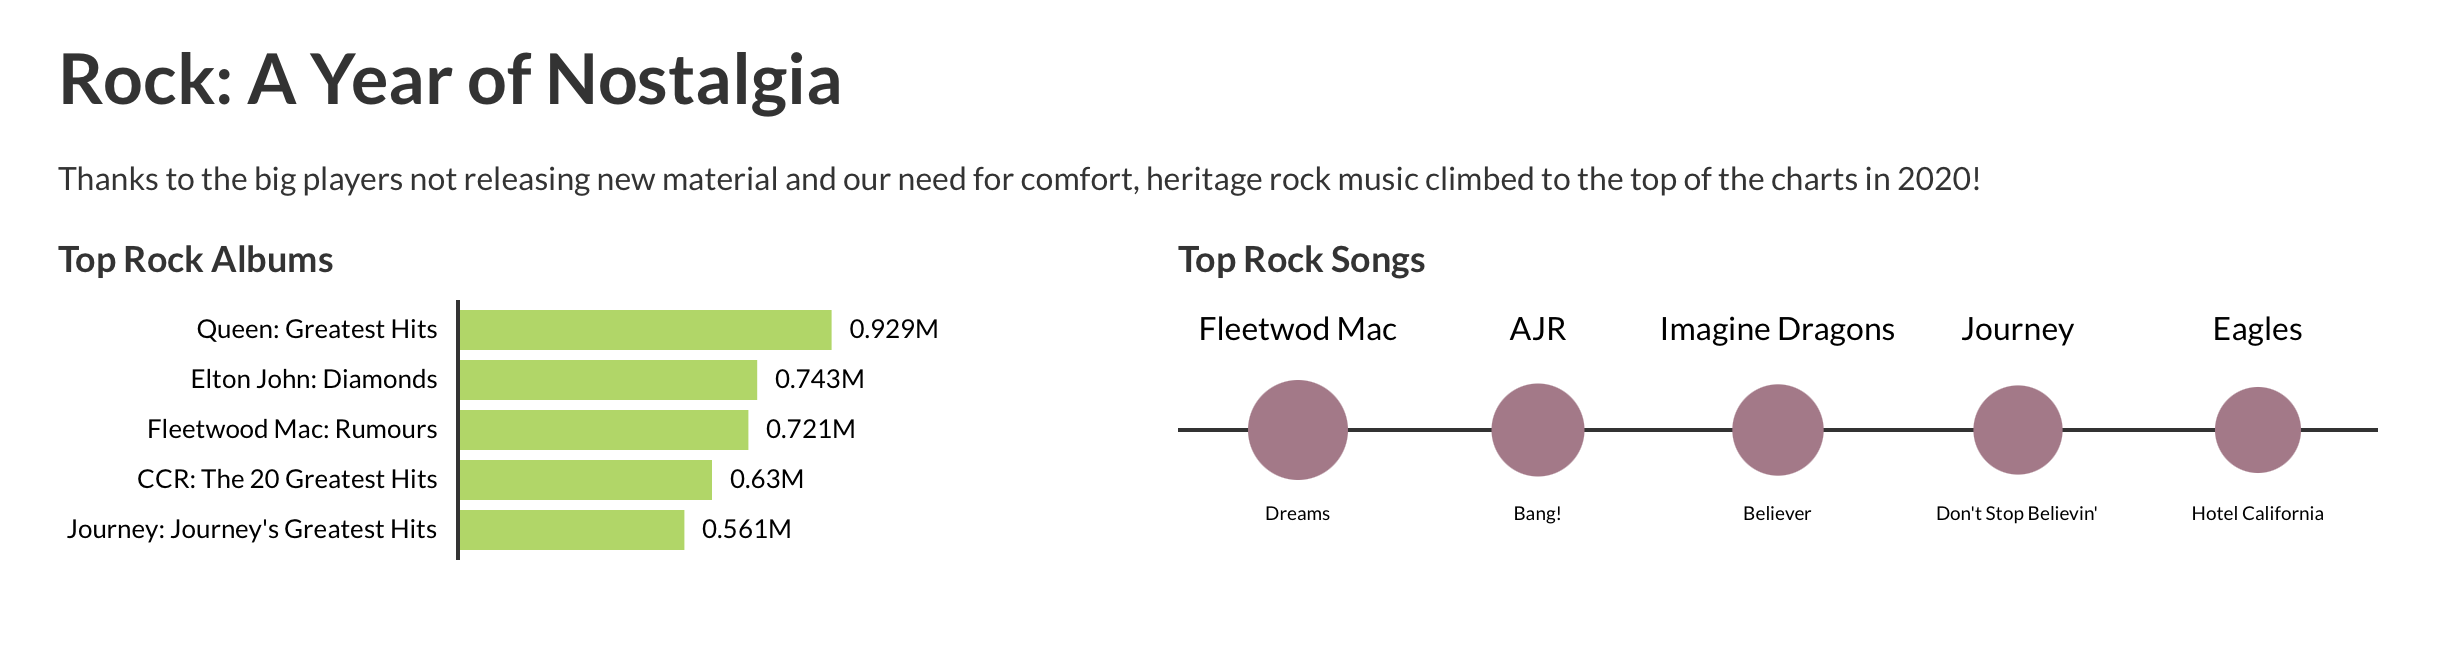 Rock: A Year of Nostalgia
Thanks to the big players not releasing new material and our need for comfort, heritage rock music climbed to the top of the charts in 2020!
Top Rock Albums
Queen: Greatest Hits 0.929M
Elton John: Diamonds 0.743M
Fleetwood Mac: Rumours 0.721M
CCR: The 20 Greatest Hits 0.63M
Journey: Journey's Greatest Hits 0.561M
Top Rock Songs
Fleetwod Mac AJR Imagine Dragons Journey Eagles
Dreams Bang! Believer Don't Stop Believin' Hotel California